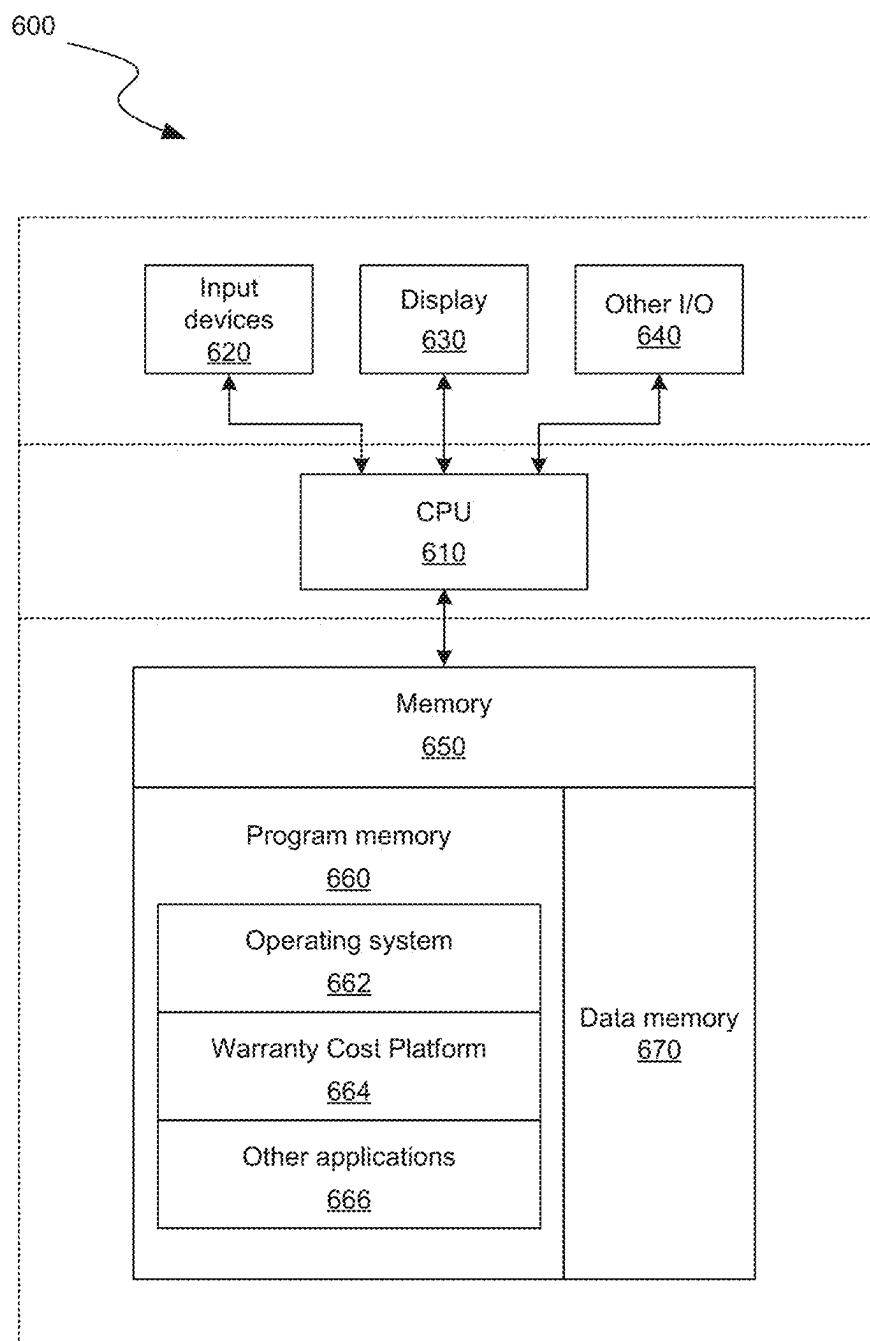 600
Input
devices
620
Display
630
Other I/O
640
CPU
610
Memory
650
Program memory
660
Operating system
662
Warranty Cost Platform
664
Other applications
666
Data memory
670